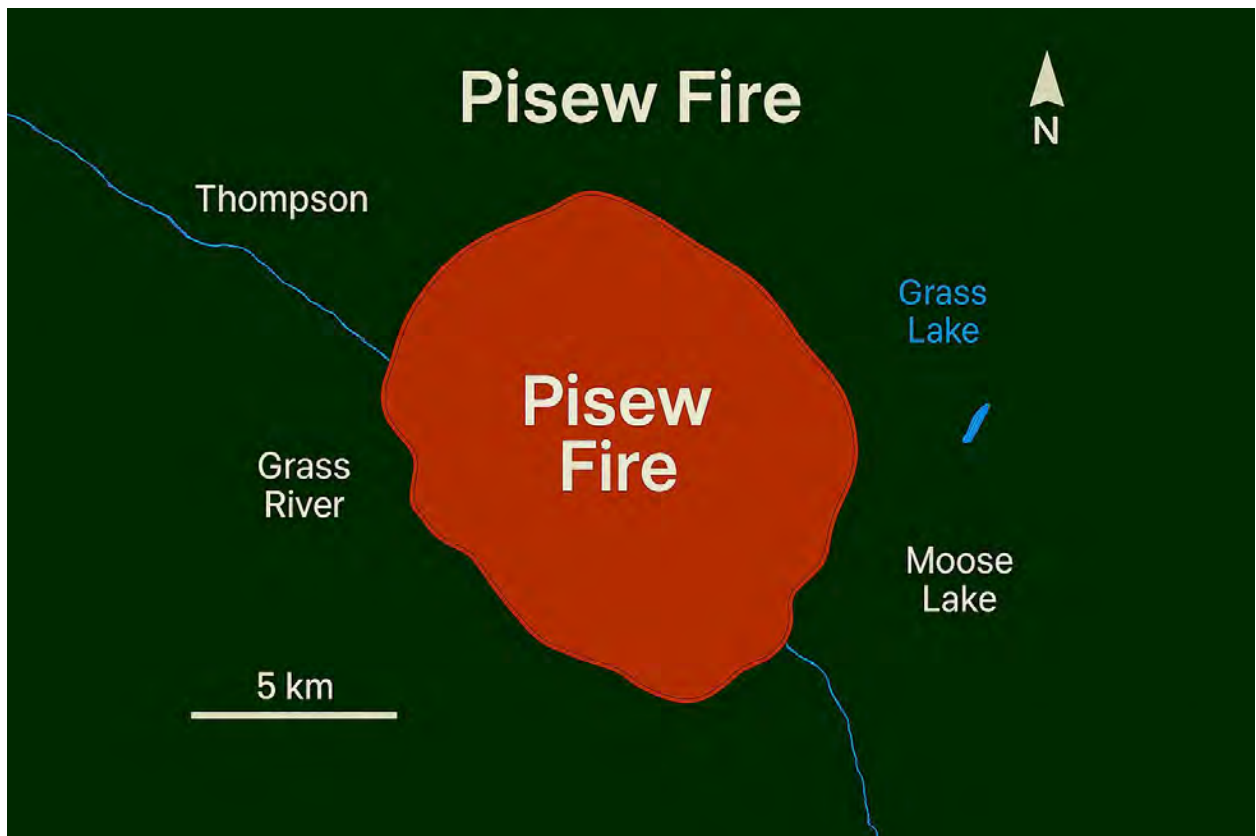 Pisew Fire
N
Thompson
Grass
Lake
Pisew
Fire
Grass
River
Moose
Lake
5 km